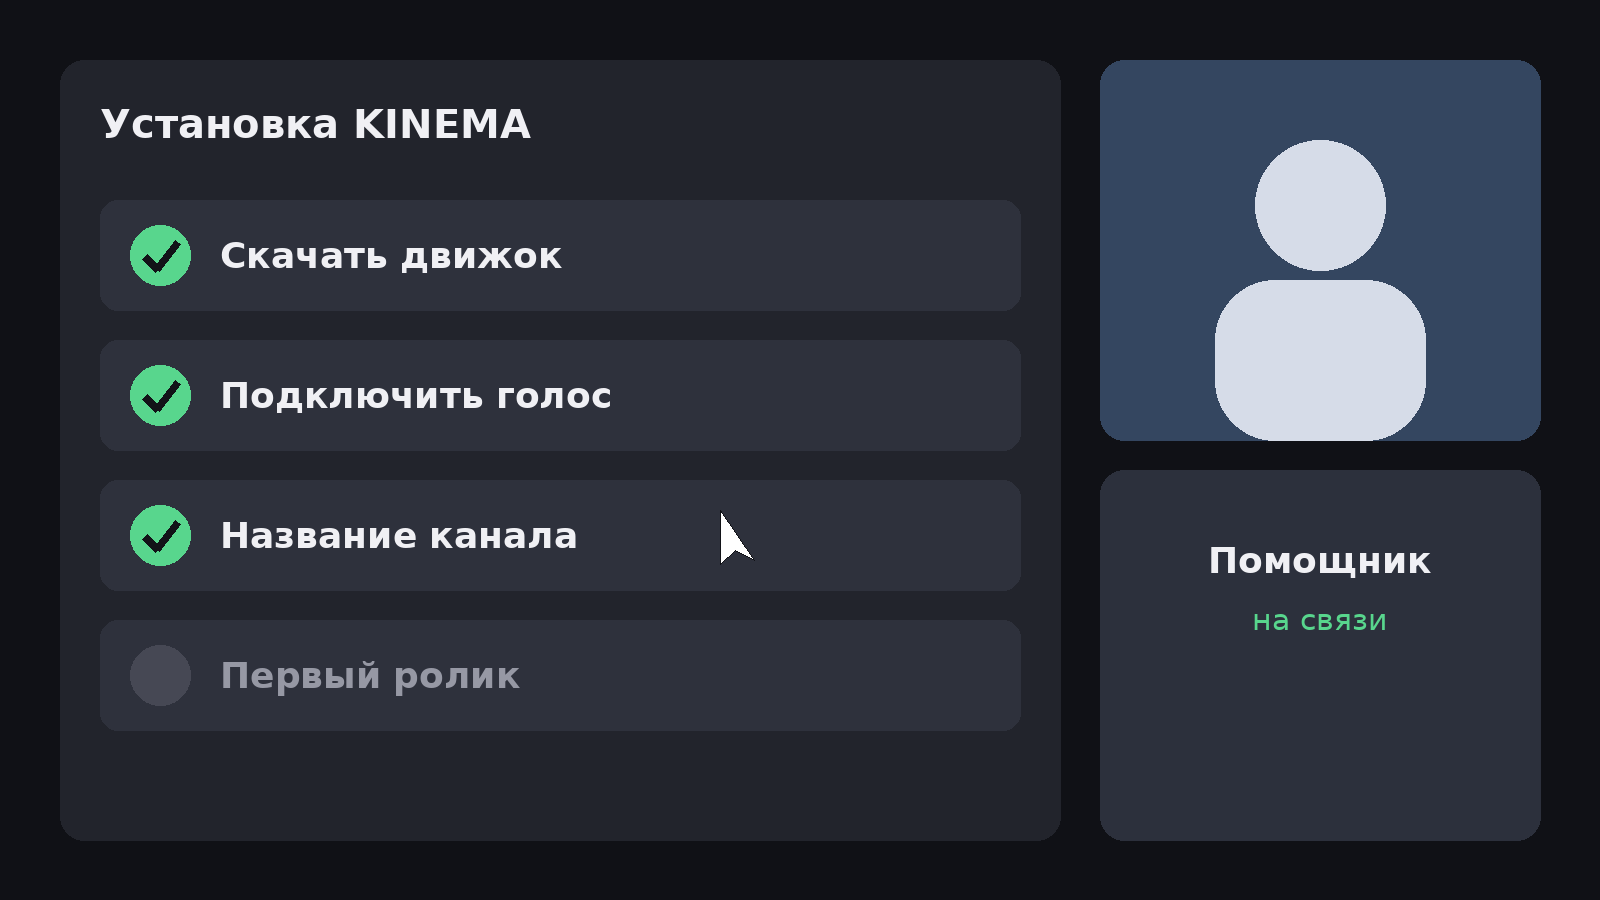 Установка KINEMA
Скачать движок
Подключить голос
Название канала
Первый ролик
Помощник
на связи